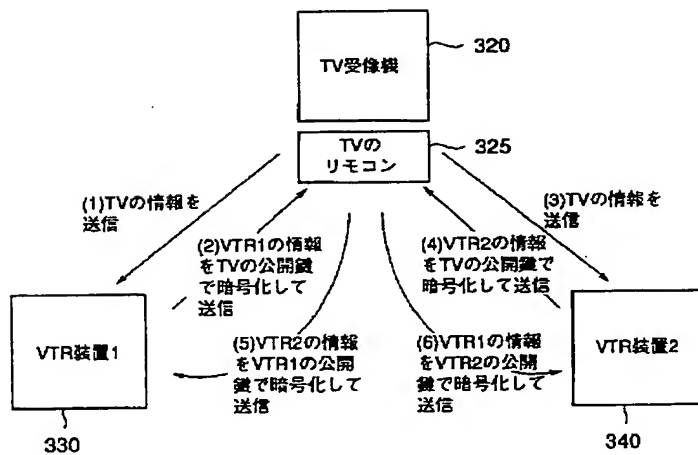 TV受像機
320
TVの
リモコン
325
(1)TVの情報を
送信
(2)VTR1の情報
をTVの公開鍵
で暗号化して
送信
(3)TVの情報を
送信
(4)VTR2の情報
をTVの公開鍵で
暗号化して送信
(5)VTR2の情報
をVTR1の公開
鍵で暗号化して
送信
(6)VTR1の情報
をVTR2の公開
鍵で暗号化して
送信
VTR装置1
330
VTR装置2
340